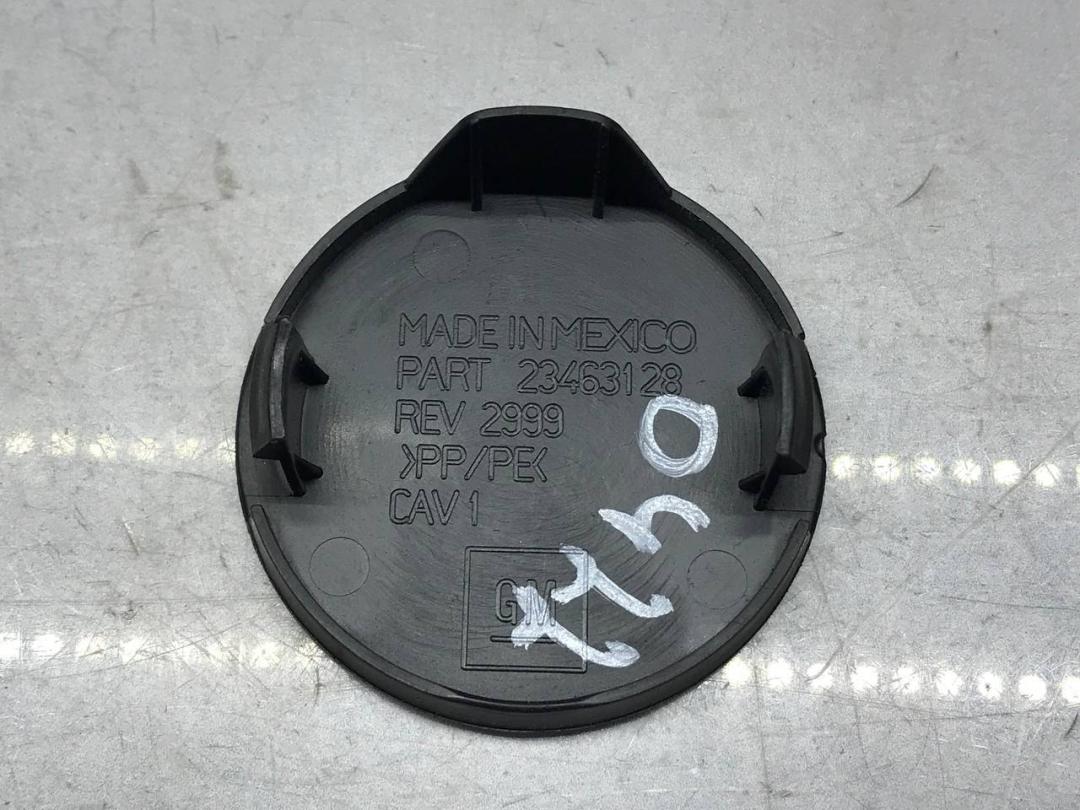 MADE IN MEXICO
PART 23463128
REV 2999
>PP/PE<
CAV 1
GM